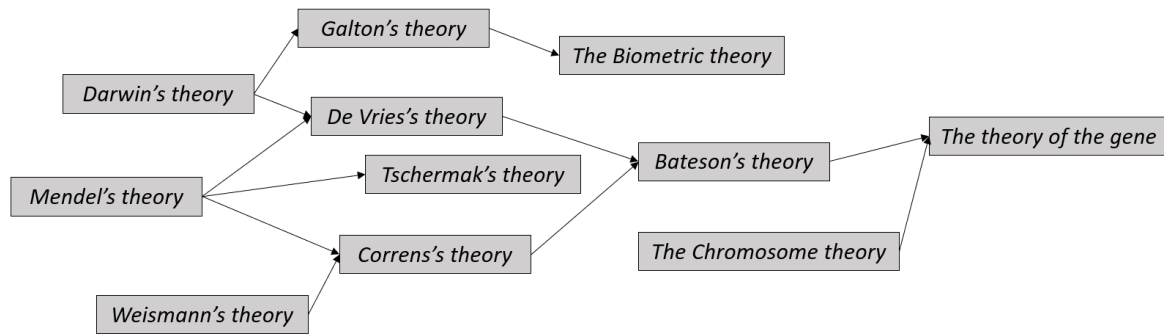 Galton’s theory
The Biometric theory
Darwin’s theory
De Vries’s theory
The theory of the gene
Bateson’s theory
Tschermak’s theory
Mendel’s theory
Correns’s theory
The Chromosome theory
Weismann’s theory